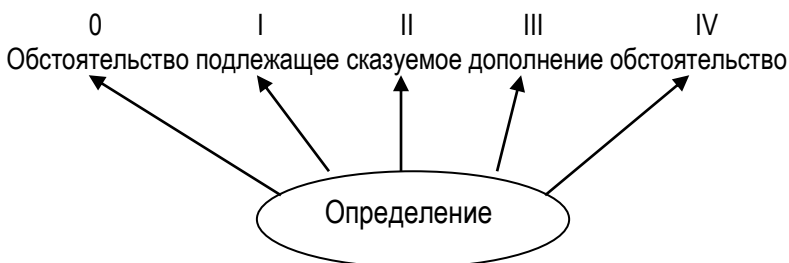 0 I II III IV
Обстоятельство подлежащее сказуемое дополнение обстоятельство
Определение